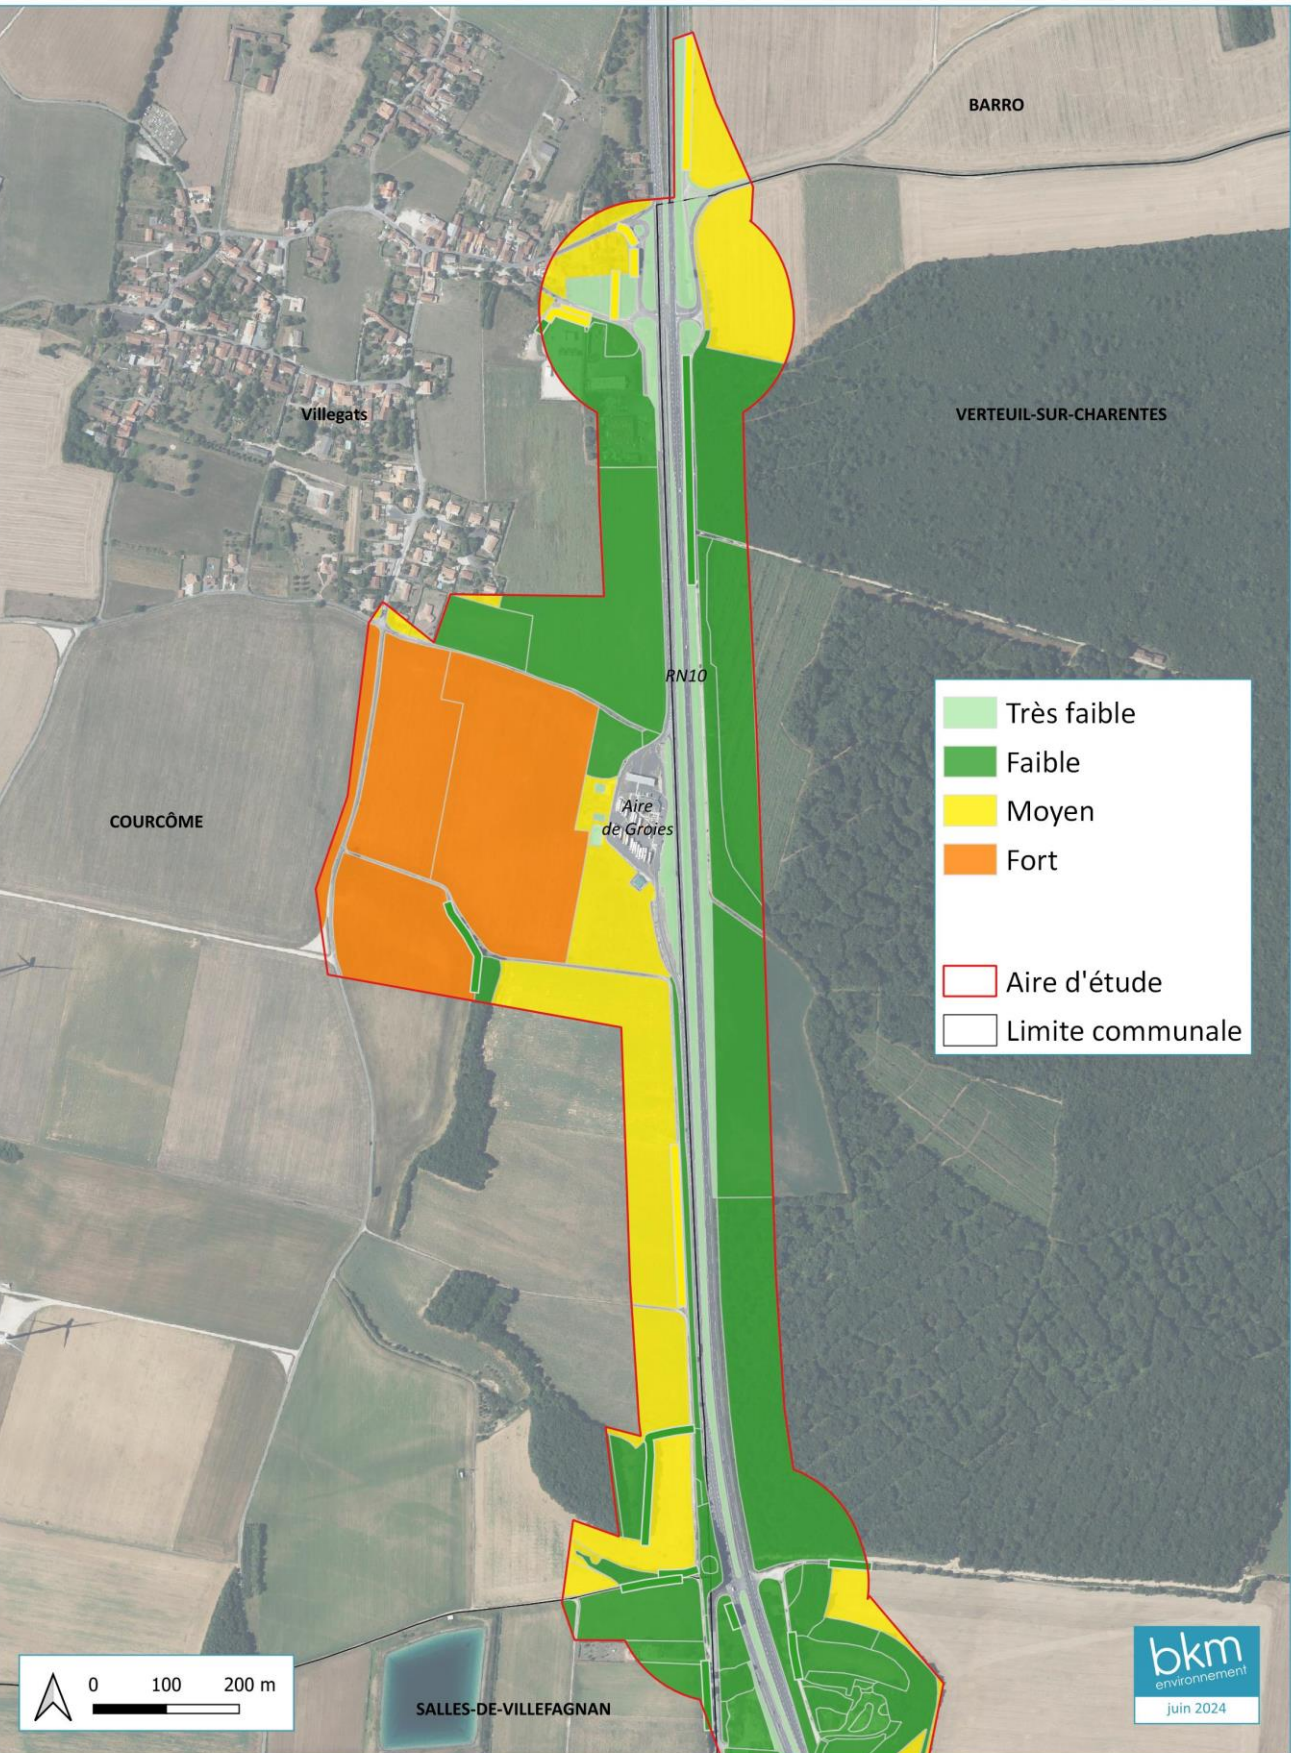 BARRO
Villegats
VERTEUIL-SUR-CHARENTES
RN10
Très faible
Faible
Moyen
Fort
Aire d'étude
Limite communale
Aire
de Groies
COURCÔME
SALLES-DE-VILLEFAGNAN
0 100 200 m
bkm
environnement
juin 2024